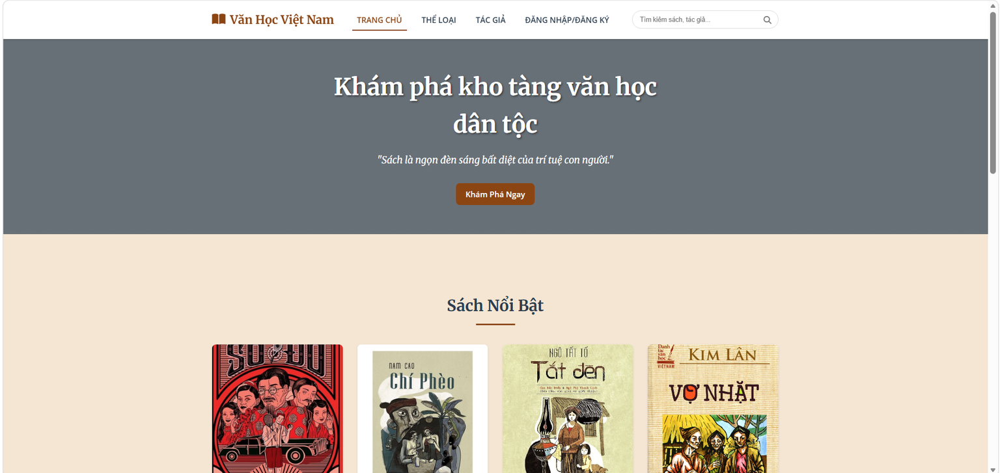 Văn Học Việt Nam
TRANG CHỦ
THỂ LOẠI
TÁC GIẢ
ĐĂNG NHẬP/ĐĂNG KÝ
Tìm kiếm sách, tác giả...
Khám phá kho tàng văn học
dân tộc
"Sách là ngọn đèn sáng bất diệt của trí tuệ con người."
Khám Phá Ngay
Sách Nổi Bật
SỐ ĐỎ
NAM CAO
Chí Phèo
NGÔ TẤT TỐ
Tắt đèn
Danh
tác
văn
học
VIỆT NAM
KIM LÂN
VỢ NHẶT